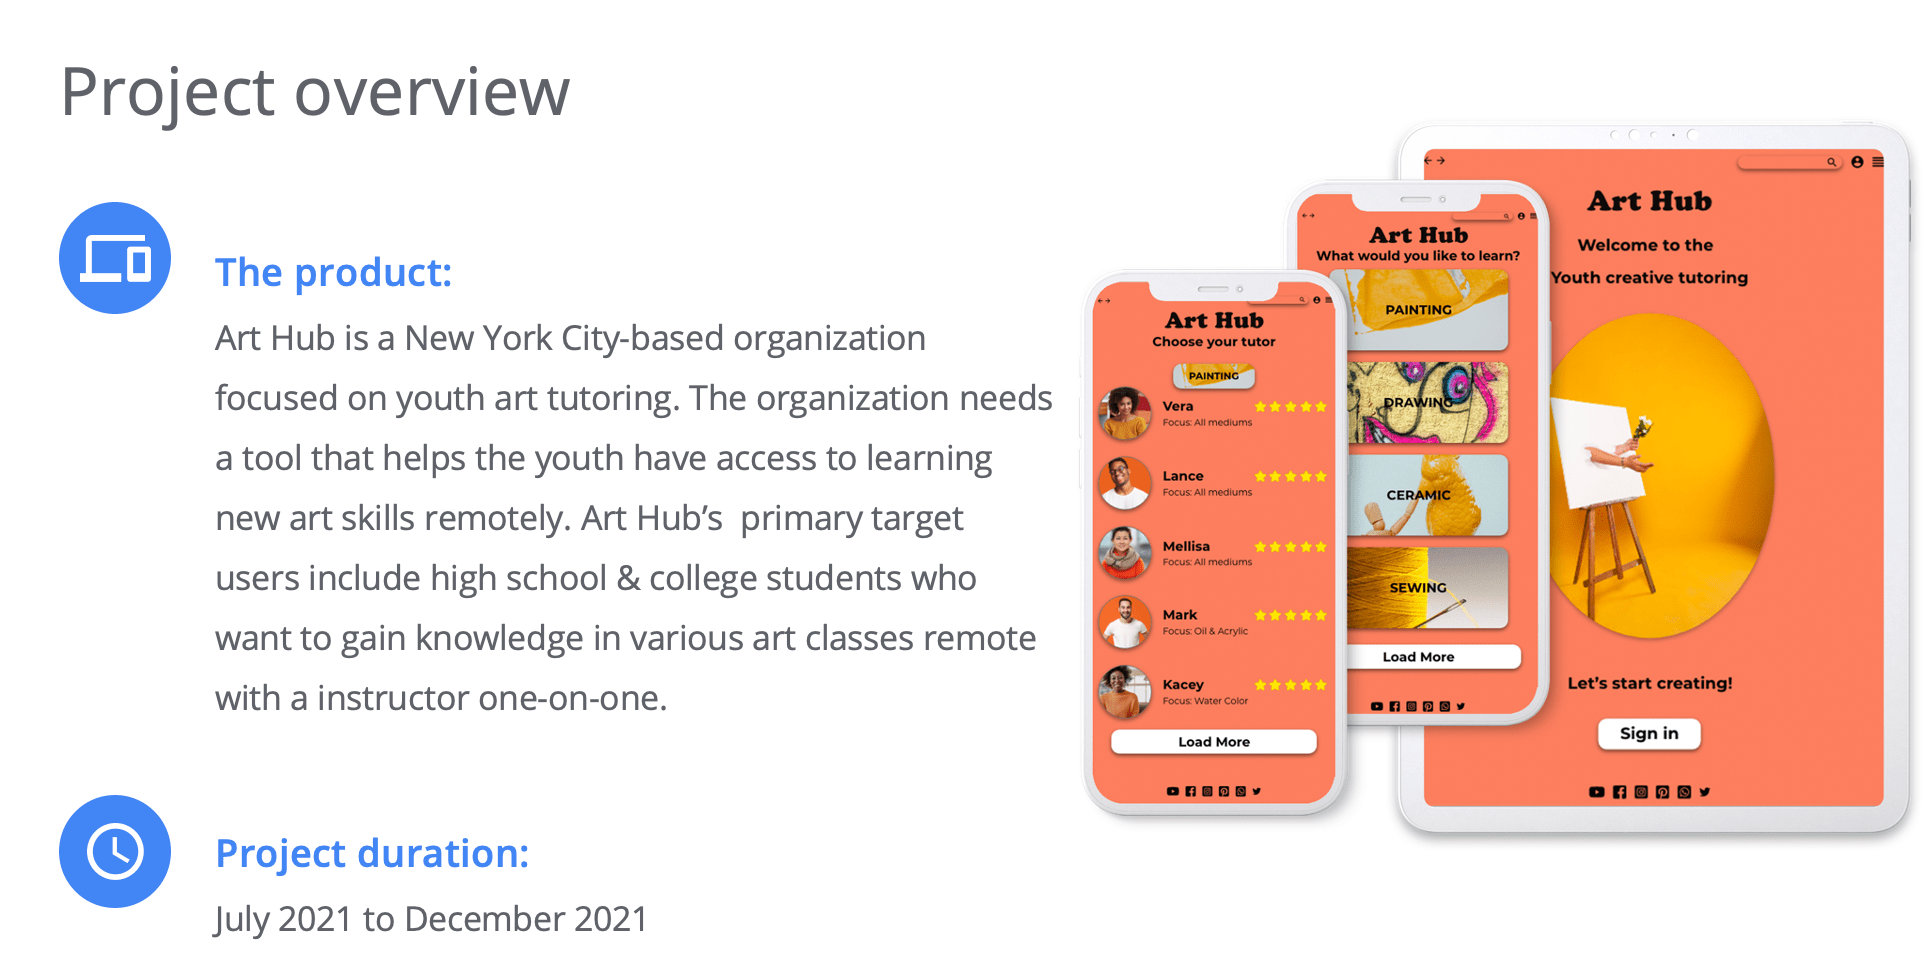 Project overview
The product:
Art Hub is a New York City-based organization
focused on youth art tutoring. The organization needs
a tool that helps the youth have access to learning
new art skills remotely. Art Hub’s  primary target
users include high school & college students who
want to gain knowledge in various art classes remote
with a instructor one-on-one.
Project duration:
July 2021 to December 2021
Art Hub
Choose your tutor
PAINTING
Vera
Focus: All mediums
Lance
Focus: All mediums
Mellisa
Focus: All mediums
Mark
Focus: Oil & Acrylic
Kacey
Focus: Water Color
Load More
Art Hub
What would you like to learn?
PAINTING
DRAWING
CERAMIC
SEWING
Load More
Art Hub
Welcome to the
Youth creative tutoring
Let’s start creating!
Sign in